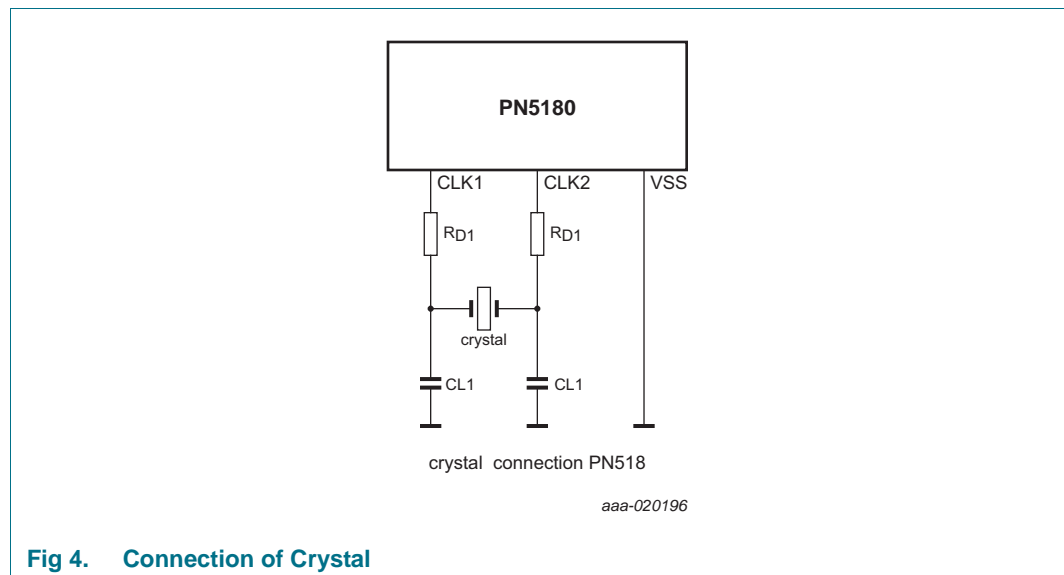 PN5180
CLK1 CLK2 VSS
RD1 RD1
crystal
CL1 CL1
crystal connection PN518
aaa-020196
Fig 4. Connection of Crystal